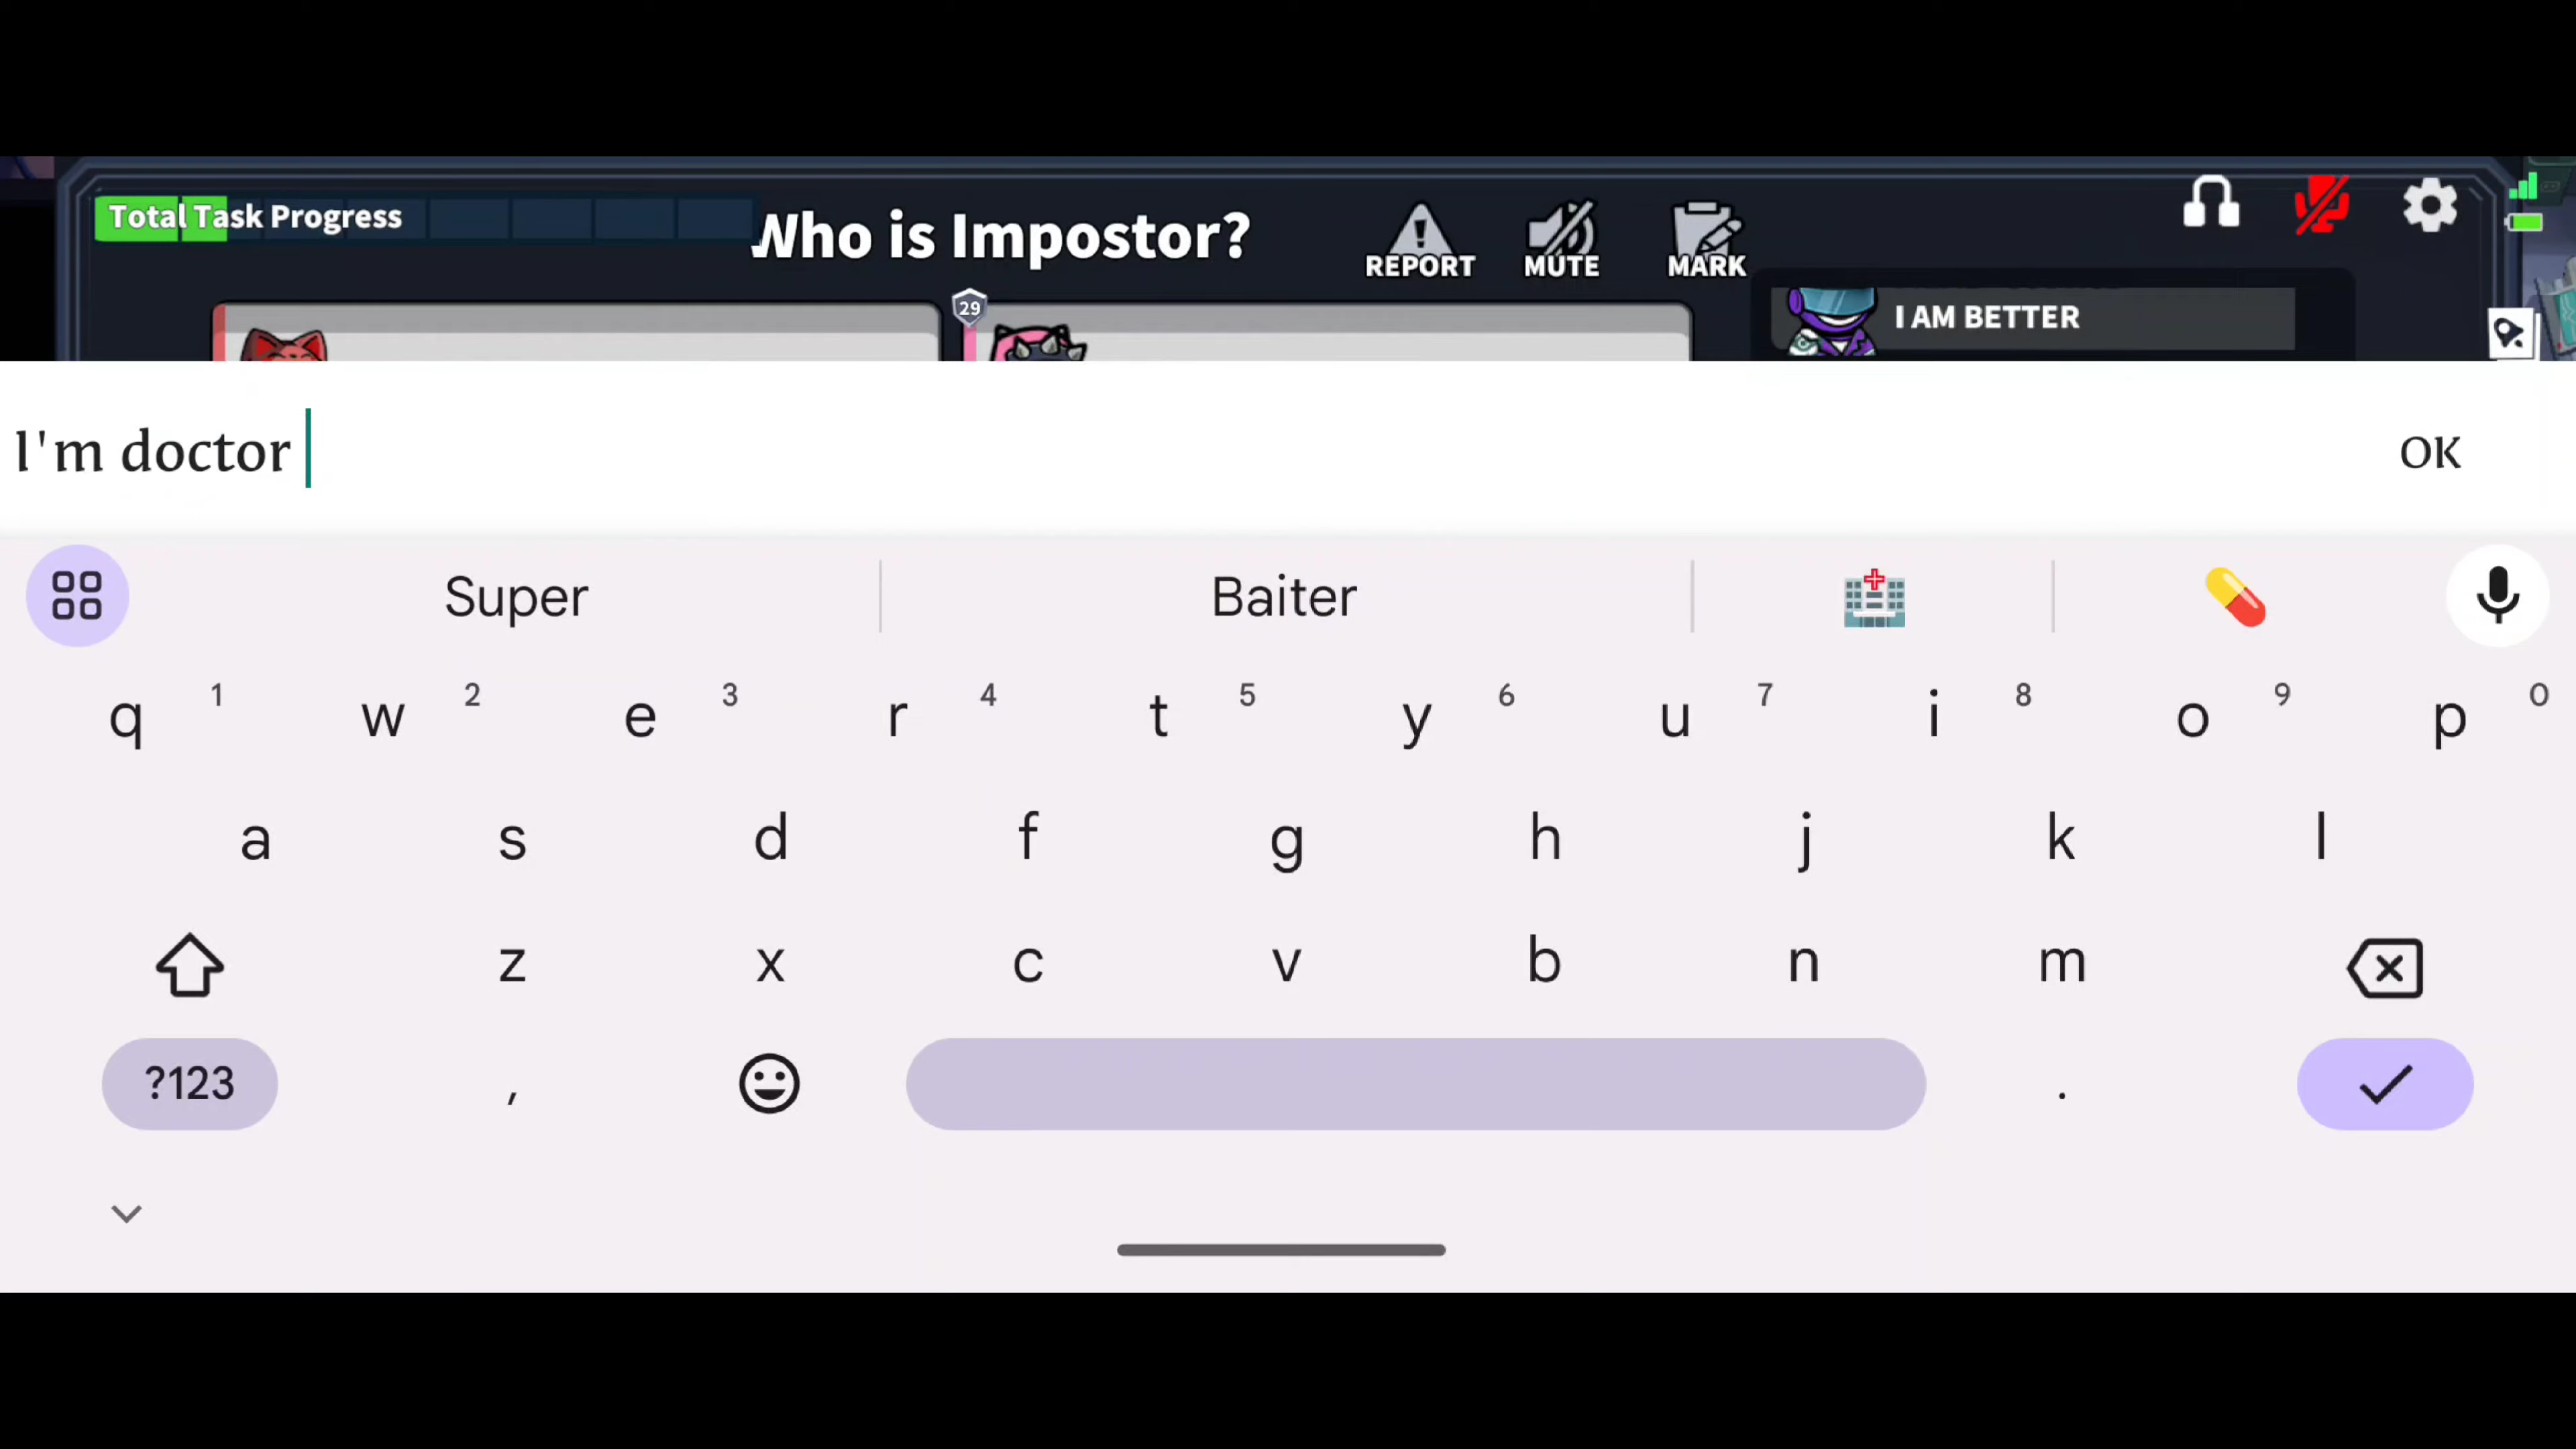 Total Task Progress
Who is Impostor?
REPORT
MUTE
MARK
29
I AM BETTER
I'm doctor
OK
Super
Baiter
q 1 w 2 e 3 r 4 t 5 y 6 u 7 i 8 o 9 p 0
a s d f g h j k l
z x c v b n m
?123 , .